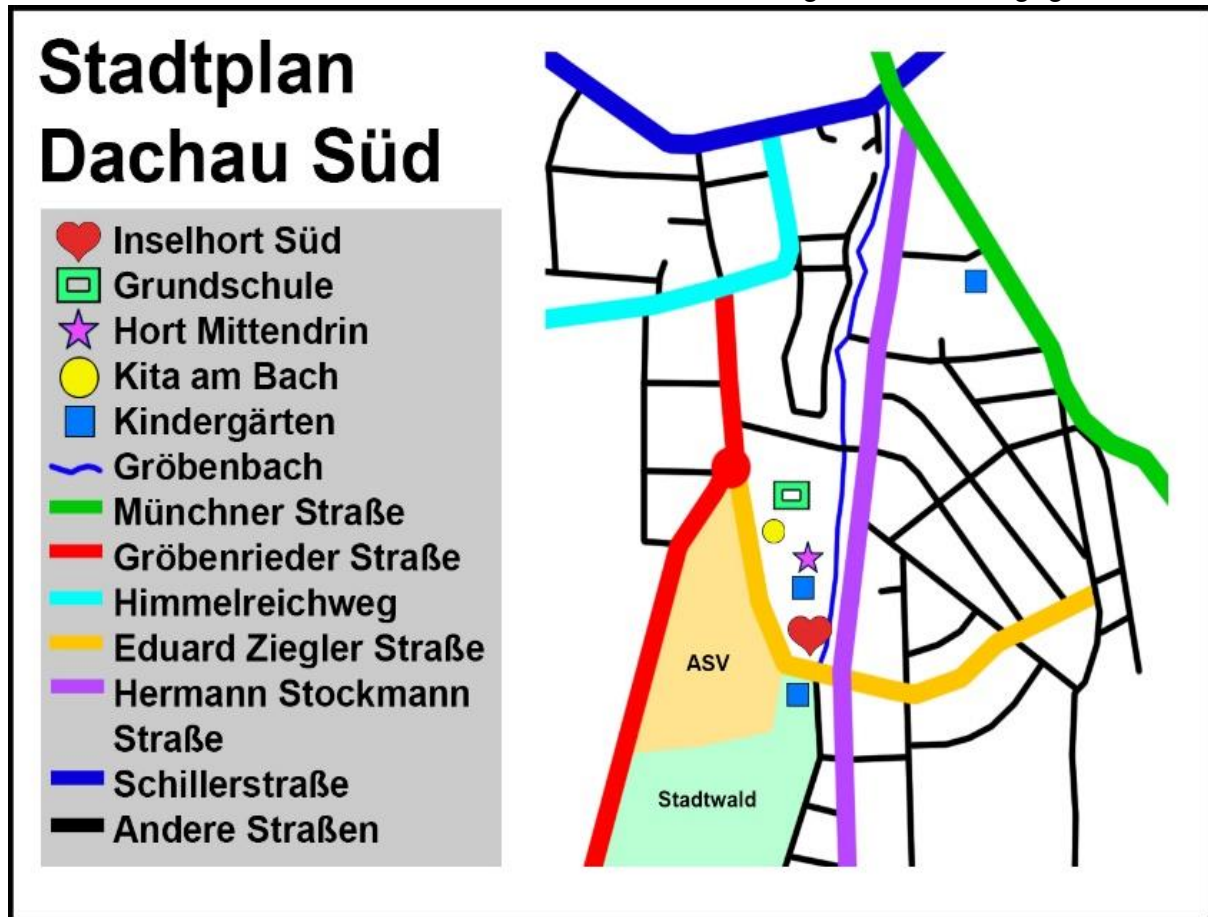 Stadtplan
Dachau Süd
Inselhort Süd
Grundschule
Hort Mittendrin
Kita am Bach
Kindergärten
Gröbenbach
Münchner Straße
Gröbenrieder Straße
Himmelreichweg
Eduard Ziegler Straße
Hermann Stockmann
Straße
Schillerstraße
Andere Straßen
ASV
Stadtwald